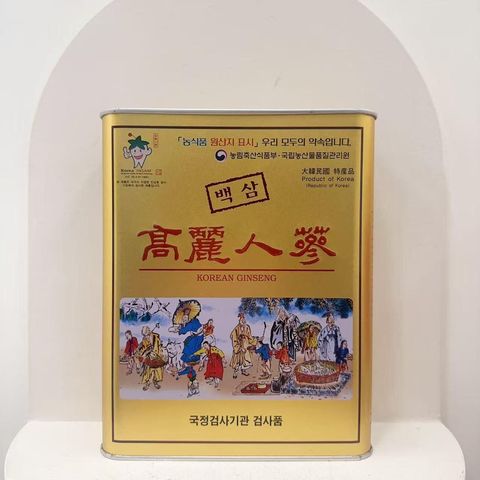 「농식품 원산지 표시」 우리 모두의 약속입니다.
농림축산식품부·국립농산물품질관리원
Korea INSAM
大韓民國 特産品
Product of Korea
(Republic of Korea)
백삼
高麗人蔘
KOREAN GINSENG
국정검사기관 검사품